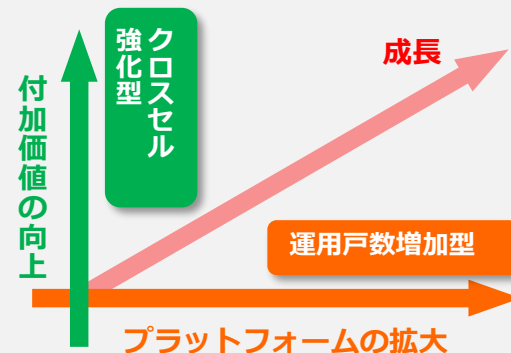 付加価値の向上
クロスセル
強化型
成長
運用戸数増加型
プラットフォームの拡大